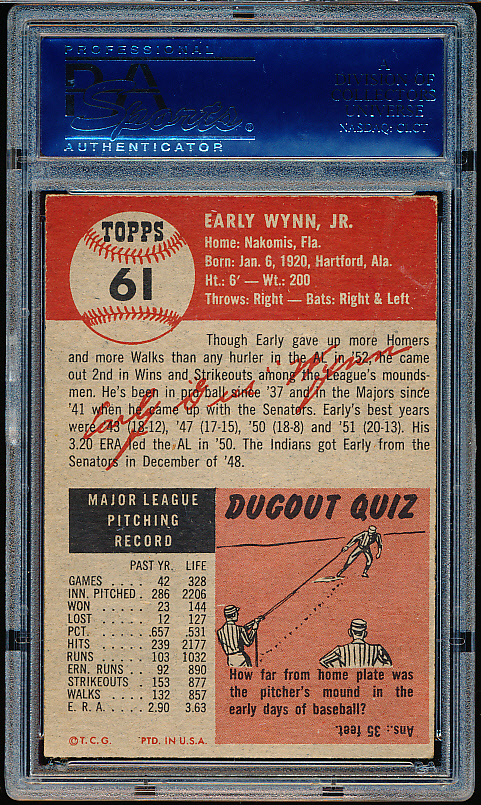 PROFESSIONAL
PSA
Sports
AUTHENTICATOR
A
DIVISION OF
COLLECTORS
UNIVERSE
NASDAQ: CLCT
TOPPS
61
EARLY WYNN, JR.
Home: Nakomis, Fla.
Born: Jan. 6, 1920, Hartford, Ala.
Ht.: 6' — Wt.: 200
Throws: Right — Bats: Right & Left
Though Early gave up more Homers
and more Walks than any hurler in the AL in '52, he came
out 2nd in Wins and Strikeouts among the League's mounds-
men. He's been in pro ball since '37 and in the Majors since
'41 when he came up with the Senators. Early's best years
were '43 (18-12), '47 (17-15), '50 (18-8) and '51 (20-13). His
3.20 ERA led the AL in '50. The Indians got Early from the
Senators in December of '48.
Early "Gus" Wynn
MAJOR LEAGUE
PITCHING
RECORD
PAST YR. LIFE
GAMES . . . . 42 328
INN. PITCHED . 286 2206
WON . . . . . 23 144
LOST . . . . . 12 127
PCT. . . . . . .657 .531
HITS . . . . . 239 2177
RUNS . . . . . 103 1032
ERN. RUNS . . 92 890
STRIKEOUTS . . 153 877
WALKS . . . . 132 857
E. R. A. . . . . 2.90 3.63
©T.C.G. PTD. IN U.S.A.
DUGOUT QUIZ
How far from home plate was
the pitcher's mound in the
early days of baseball?
Ans.: 35 feet.